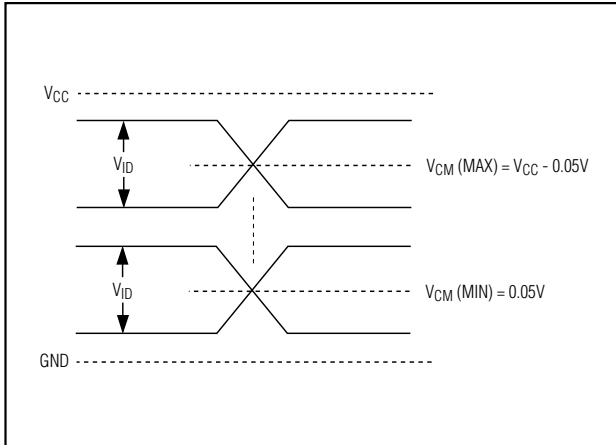 VCC
VID
VCM (MAX) = VCC - 0.05V
VID
VCM (MIN) = 0.05V
GND